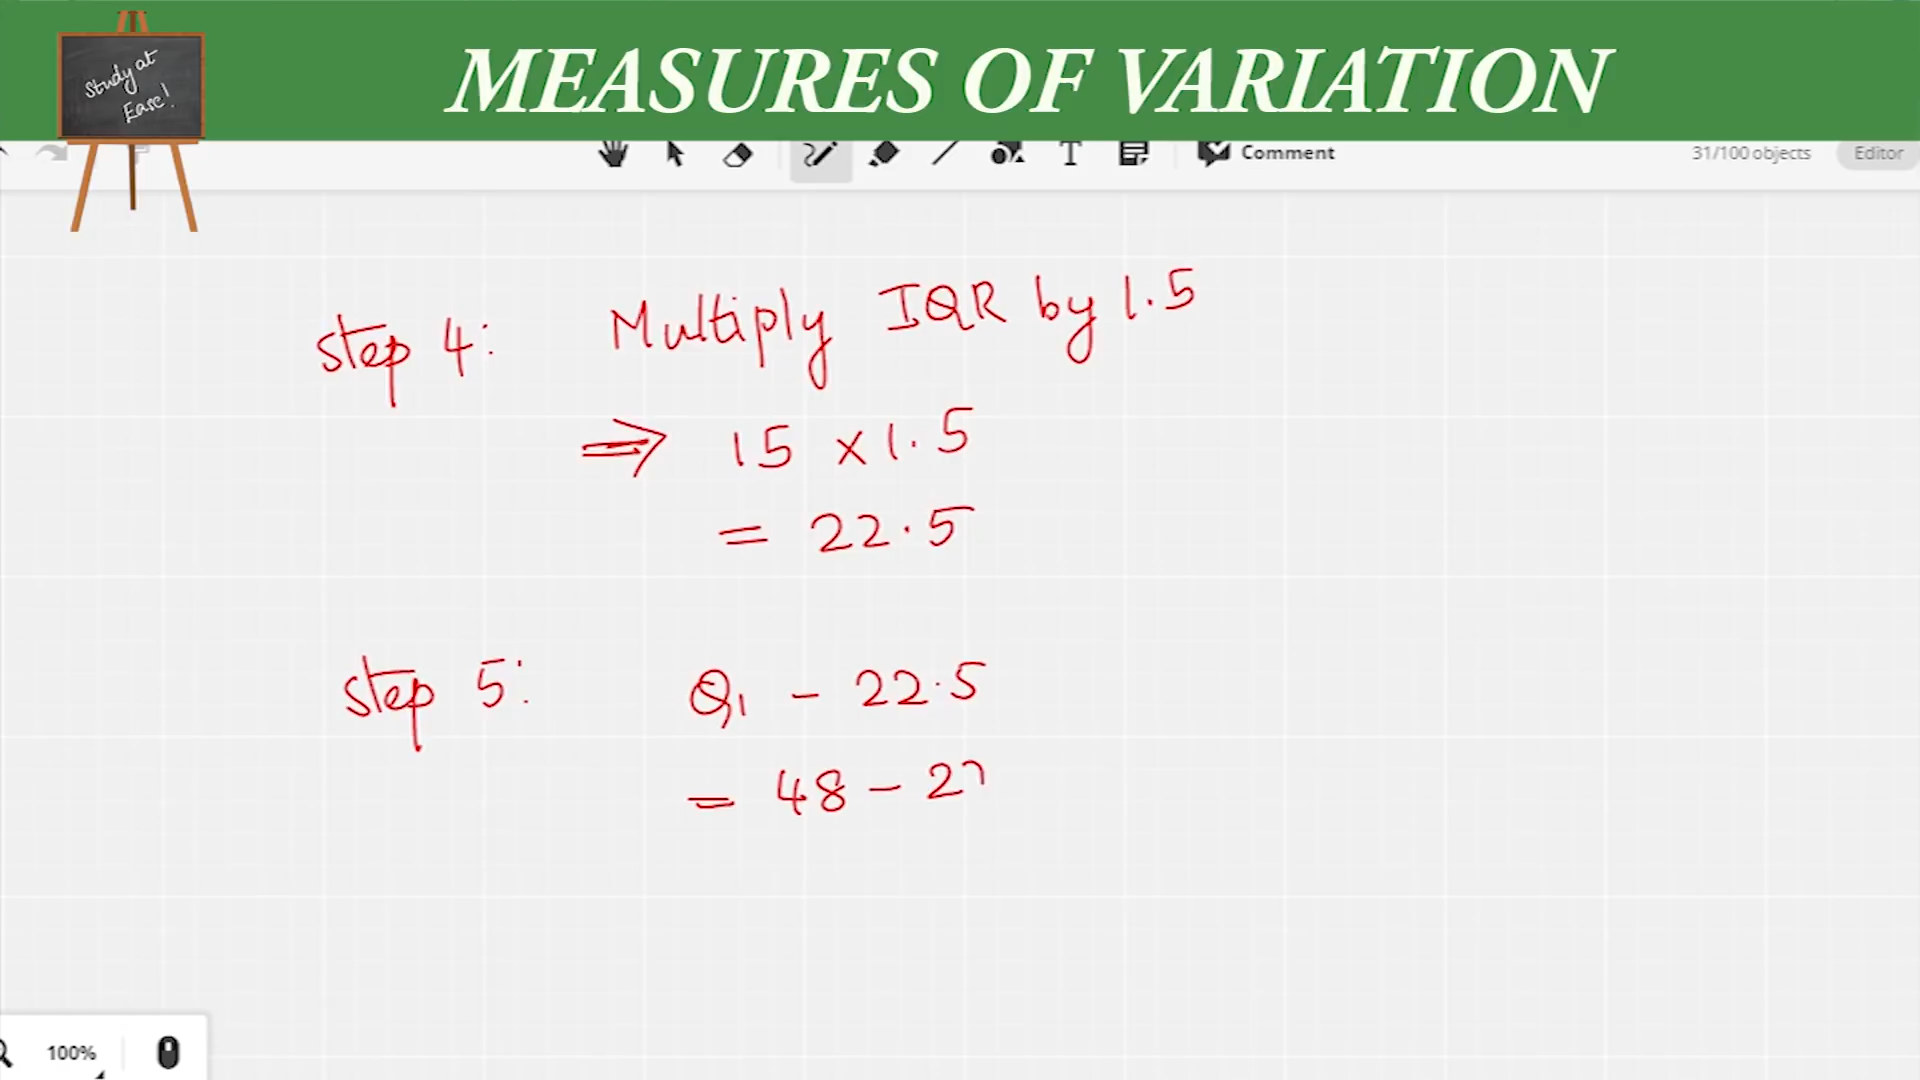 Study at
Ease!
MEASURES OF VARIATION
Comment
31/100 objects
Editor
Step 4: Multiply IQR by 1.5
⇒ 15 × 1.5
= 22.5
Step 5: Q1 - 22.5
= 48 - 2
100%